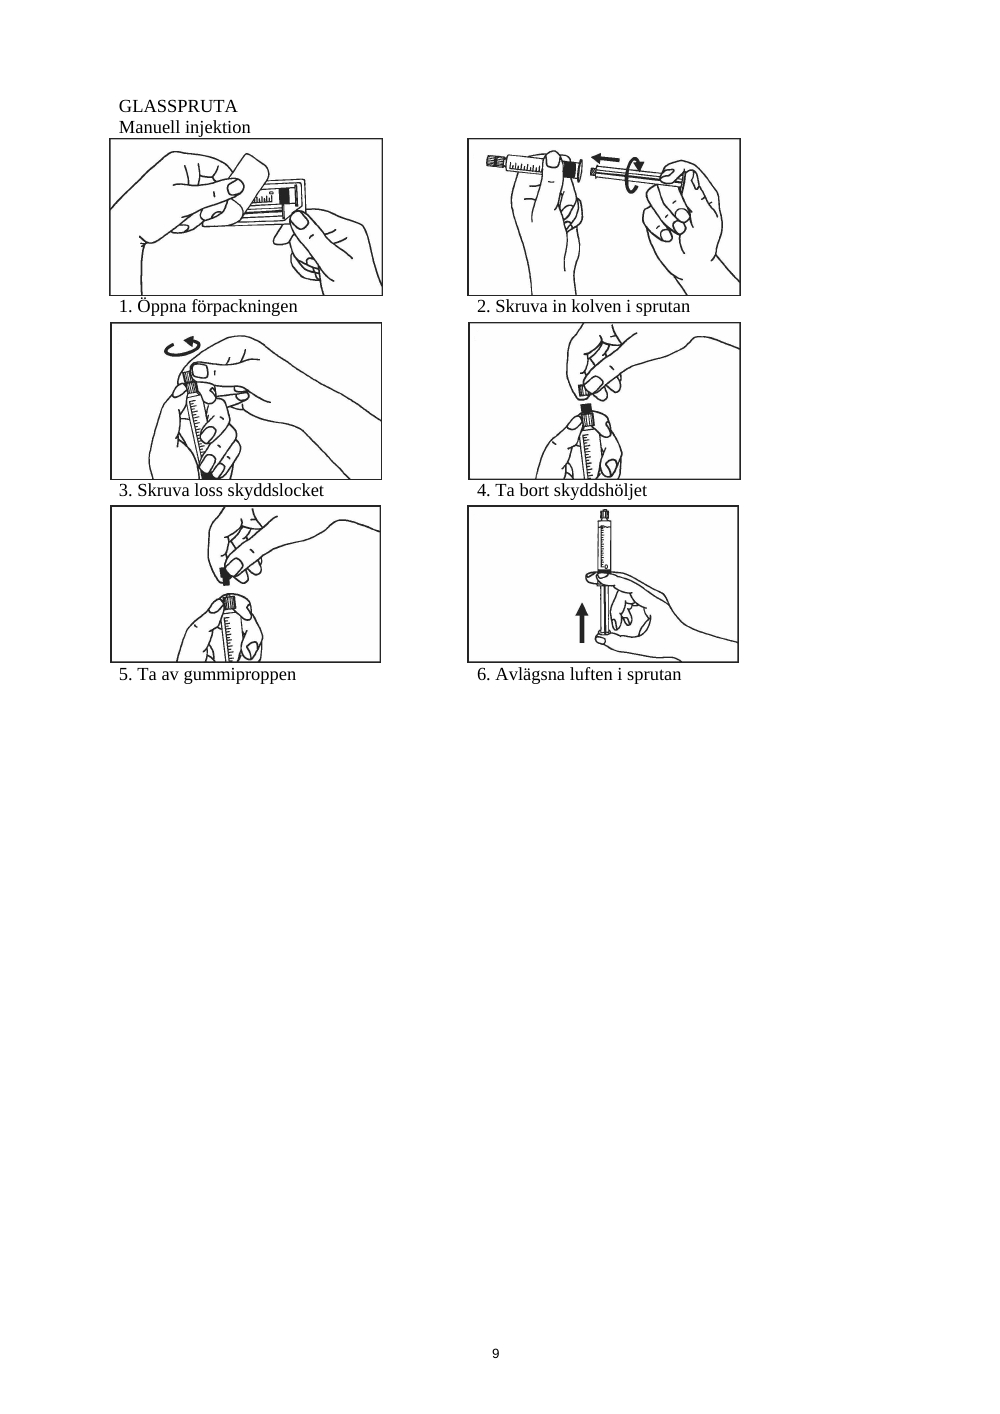 GLASSPRUTA
Manuell injektion
1. Öppna förpackningen
2. Skruva in kolven i sprutan
3. Skruva loss skyddslocket
4. Ta bort skyddshöljet
5. Ta av gummiproppen
6. Avlägsna luften i sprutan
9